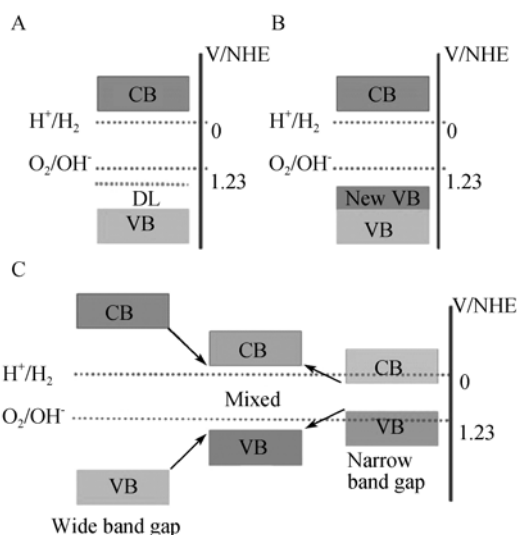 A
V/NHE
CB
H⁺/H₂
0
O₂/OH⁻
1.23
DL
VB
B
V/NHE
CB
H⁺/H₂
0
O₂/OH⁻
1.23
New VB
VB
C
V/NHE
CB
CB
CB
H⁺/H₂
0
Mixed
O₂/OH⁻
1.23
VB
VB
VB
Narrow
band gap
Wide band gap